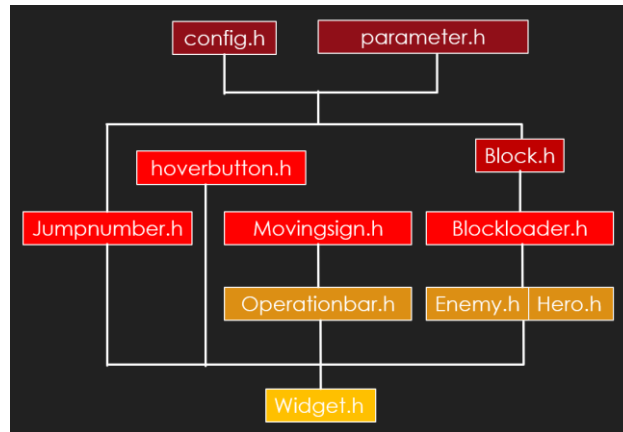 config.h
parameter.h
Block.h
hoverbutton.h
Jumpnumber.h
Movingsign.h
Blockloader.h
Operationbar.h
Enemy.h
Hero.h
Widget.h